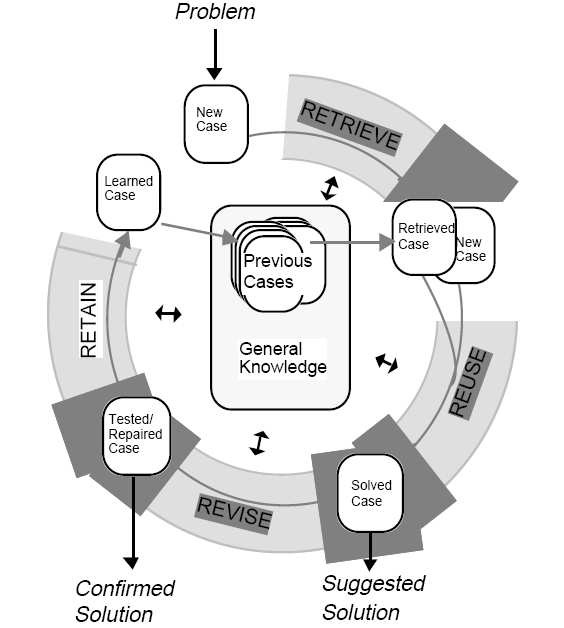 Problem
New
Case
RETRIEVE
Learned
Case
Retrieved
Case
New
Case
Previous
Cases
General
Knowledge
RETAIN
REUSE
Tested/
Repaired
Case
Solved
Case
REVISE
Confirmed
Solution
Suggested
Solution